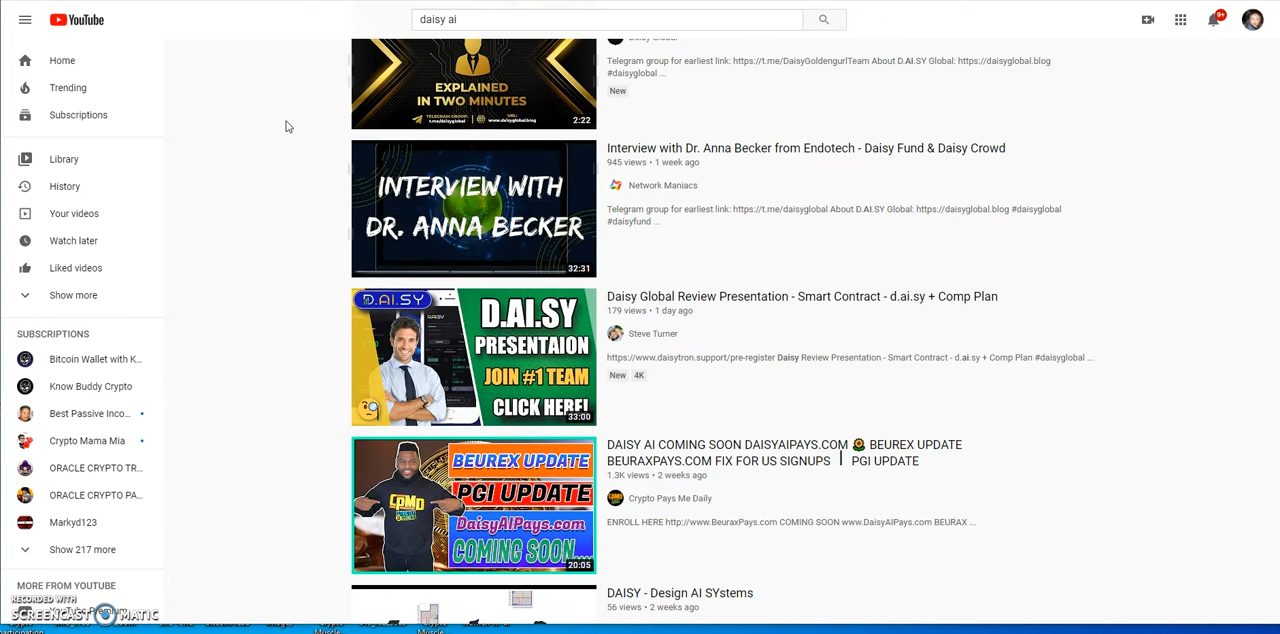 YouTube
daisy ai
9+
Home
Trending
Subscriptions
Library
History
Your videos
Watch later
Liked videos
Show more
SUBSCRIPTIONS
Bitcoin Wallet with K...
Know Buddy Crypto
Best Passive Inco...
Crypto Mama Mia
ORACLE CRYPTO TR...
ORACLE CRYPTO PA...
Markyd123
Show 217 more
MORE FROM YOUTUBE
RECORDED WITH
SCREENCAST MATIC
EXPLAINED
IN TWO MINUTES
TELEGRAM GROUP:
t.me/daisyglobal
www.daisyglobal.blog
2:22
Daisy Global
Telegram group for earliest link: https://t.me/DaisyGoldengurlTeam About D.AI.SY Global: https://daisyglobal.blog
#daisyglobal ...
New
INTERVIEW WITH
DR. ANNA BECKER
32:31
Interview with Dr. Anna Becker from Endotech - Daisy Fund & Daisy Crowd
945 views • 1 week ago
Network Maniacs
Telegram group for earliest link: https://t.me/daisyglobal About D.AI.SY Global: https://daisyglobal.blog #daisyglobal
#daisyfund ...
D.AI.SY
D.AI.SY
PRESENTAION
JOIN #1 TEAM
CLICK HERE!
33:00
Daisy Global Review Presentation - Smart Contract - d.ai.sy + Comp Plan
179 views • 1 day ago
Steve Turner
https://www.daisytron.support/pre-register Daisy Review Presentation - Smart Contract - d.ai.sy + Comp Plan #daisyglobal ...
New 4K
CPMD
BEUREX UPDATE
PGI UPDATE
DaisyAIPays.com
COMING SOON
20:05
DAISY AI COMING SOON DAISYAIPAYS.COM 🌻 BEUREX UPDATE
BEURAXPAYS.COM FIX FOR US SIGNUPS | PGI UPDATE
1.3K views • 2 weeks ago
Crypto Pays Me Daily
ENROLL HERE http://www.BeuraxPays.com COMING SOON www.DaisyAIPays.com BEURAX ...
DAISY - Design AI SYstems
56 views • 2 weeks ago